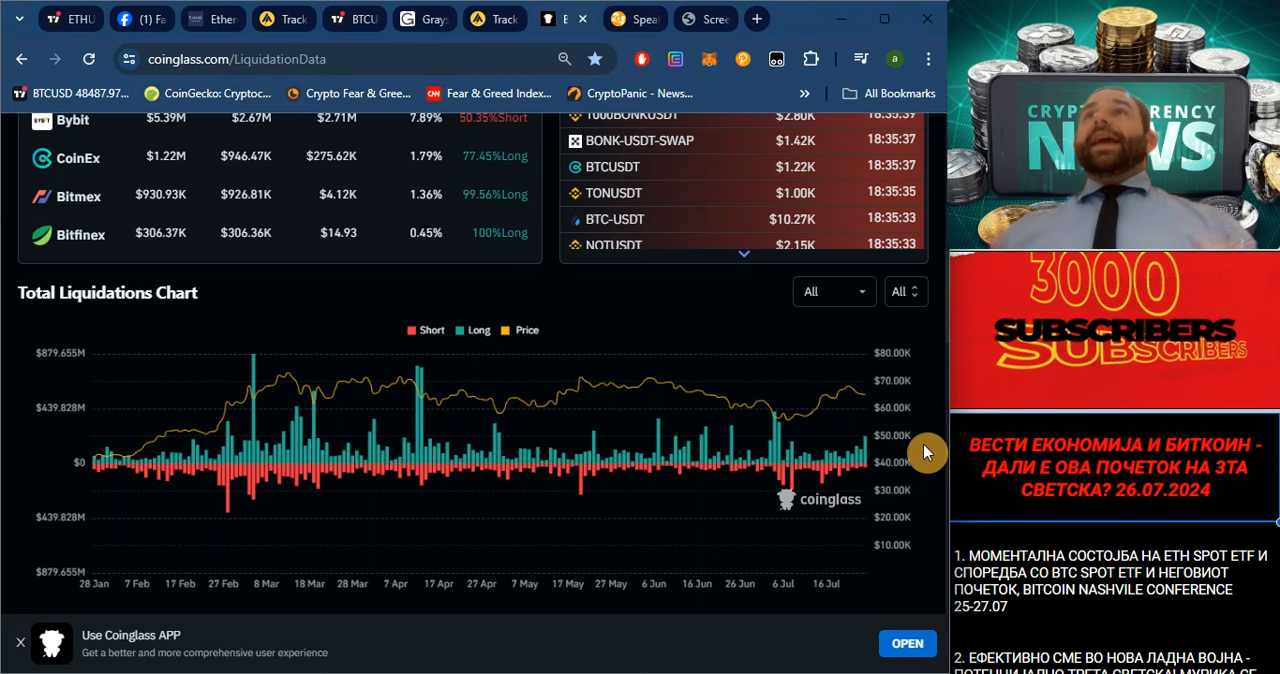 ETHU
(1) Fa
Ether
Track
BTCU
Grays
Track
E
Speal
Scree
coinglass.com/LiquidationData
a
BTCUSD 48487.97...
CoinGecko: Cryptoc...
Crypto Fear & Gree...
Fear & Greed Index...
CryptoPanic - News...
All Bookmarks
BYBIT Bybit $5.39M $2.67M $2.71M 7.89% 50.35%Short
CoinEx $1.22M $946.47K $275.62K 1.79% 77.45%Long
Bitmex $930.93K $926.81K $4.12K 1.36% 99.56%Long
Bitfinex $306.37K $306.36K $14.93 0.45% 100%Long
1000BONKUSDT $2.80K 18:35:39
BONK-USDT-SWAP $1.42K 18:35:37
BTCUSDT $1.22K 18:35:37
TONUSDT $1.00K 18:35:35
BTC-USDT $10.27K 18:35:33
NOTUSDT $2.15K 18:35:33
Total Liquidations Chart
All
All
Short Long Price
$879.655M
$439.828M
$0
$439.828M
$879.655M
$80.00K
$70.00K
$60.00K
$50.00K
$40.00K
$30.00K
$20.00K
$10.00K
coinglass
28 Jan 7 Feb 17 Feb 27 Feb 8 Mar 18 Mar 28 Mar 7 Apr 17 Apr 27 Apr 7 May 17 May 27 May 6 Jun 16 Jun 26 Jun 6 Jul 16 Jul
X
Use Coinglass APP
Get a better and more comprehensive user experience
OPEN
NEWS
3000
SUBSCRIBERS
SUBSCRIBERS
ВЕСТИ ЕКОНОМИЈА И БИТКОИН -
ДАЛИ Е ОВА ПОЧЕТОК НА 3ТА
СВЕТСКА? 26.07.2024
1. МОМЕНТАЛНА СОСТОЈБА НА ETH SPOT ETF И
СПОРЕДБА СО BTC SPOT ETF И НЕГОВИОТ
ПОЧЕТОК, BITCOIN NASHVILE CONFERENCE
25-27.07
2. ЕФЕКТИВНО СМЕ ВО НОВА ЛАДНА ВОЈНА -